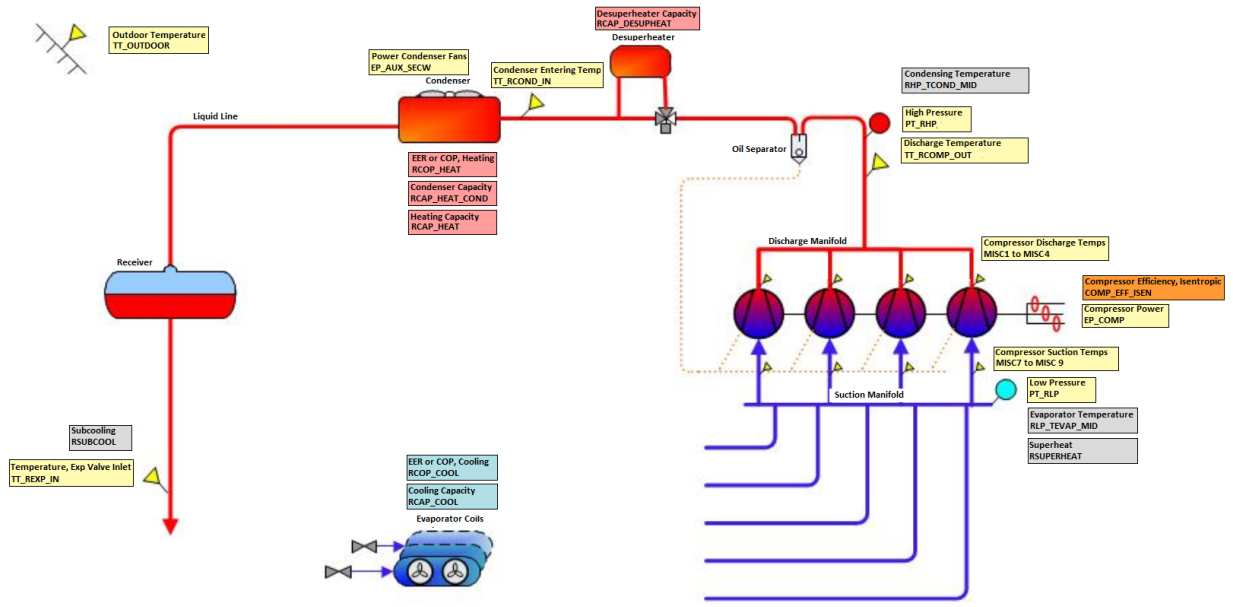 Desuperheater Capacity
RCAP_DESUPHEAT
Desuperheater
Outdoor Temperature
TT_OUTDOOR
Power Condenser Fans
EP_AUX_SECW
Condenser
Condenser Entering Temp
TT_RCOND_IN
Condensing Temperature
RHP_TCOND_MID
High Pressure
PT_RHP
Discharge Temperature
TT_RCOMP_OUT
Liquid Line
Oil Separator
EER or COP, Heating
RCOP_HEAT
Condenser Capacity
RCAP_HEAT_COND
Heating Capacity
RCAP_HEAT
Discharge Manifold
Compressor Discharge Temps
MISC1 to MISC4
Receiver
Compressor Efficiency, Isentropic
COMP_EFF_ISEN
Compressor Power
EP_COMP
Compressor Suction Temps
MISC7 to MISC 9
Suction Manifold
Low Pressure
PT_RLP
Evaporator Temperature
RLP_TEVAP_MID
Superheat
RSUPERHEAT
Subcooling
RSUBCOOL
Temperature, Exp Valve Inlet
TT_REXP_IN
EER or COP, Cooling
RCOP_COOL
Cooling Capacity
RCAP_COOL
Evaporator Coils